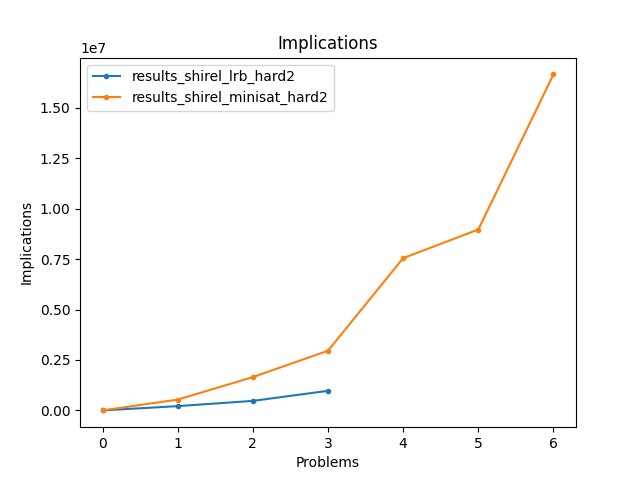 Implications
1e7
results_shirel_lrb_hard2
results_shirel_minisat_hard2
1.50
1.25
1.00
0.75
0.50
0.25
0.00
Implications
0 1 2 3 4 5 6
Problems